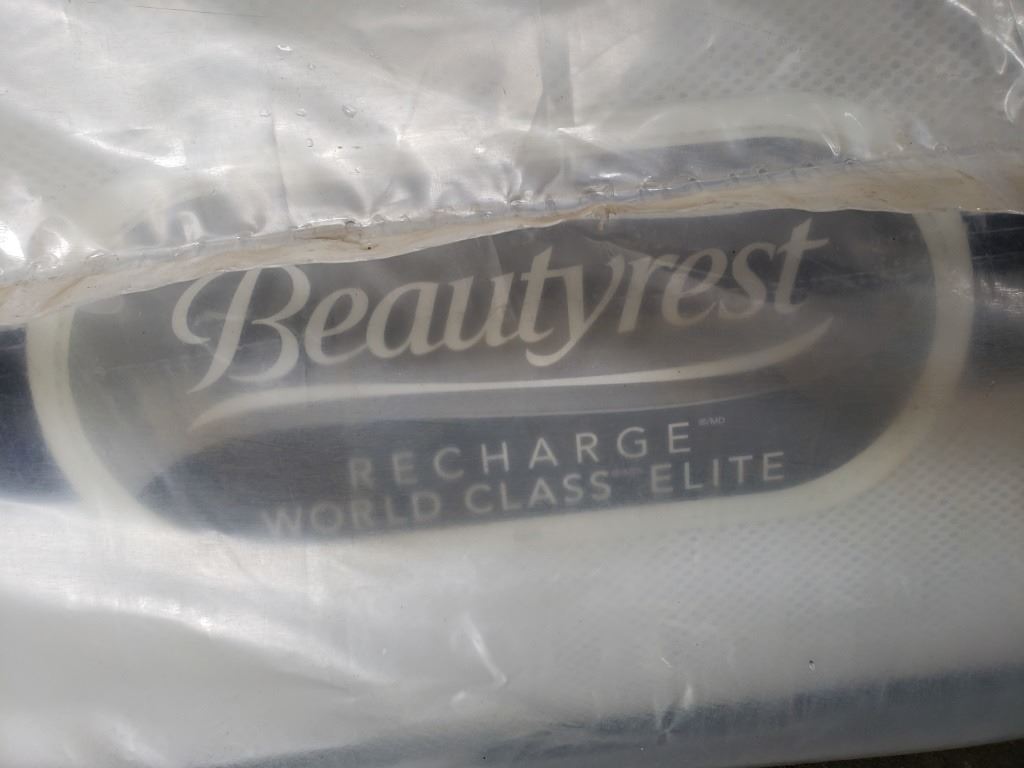 Beautyrest
RECHARGE ®/MD
WORLD CLASS ELITE